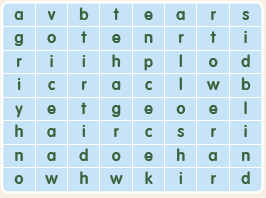 a v b t e a r s
g o t e n r t i
r i i h p l o d
i c r a c l w b
y e t g e o e l
h a i r c s r i
n a d o e h a n
o w h w k i r d